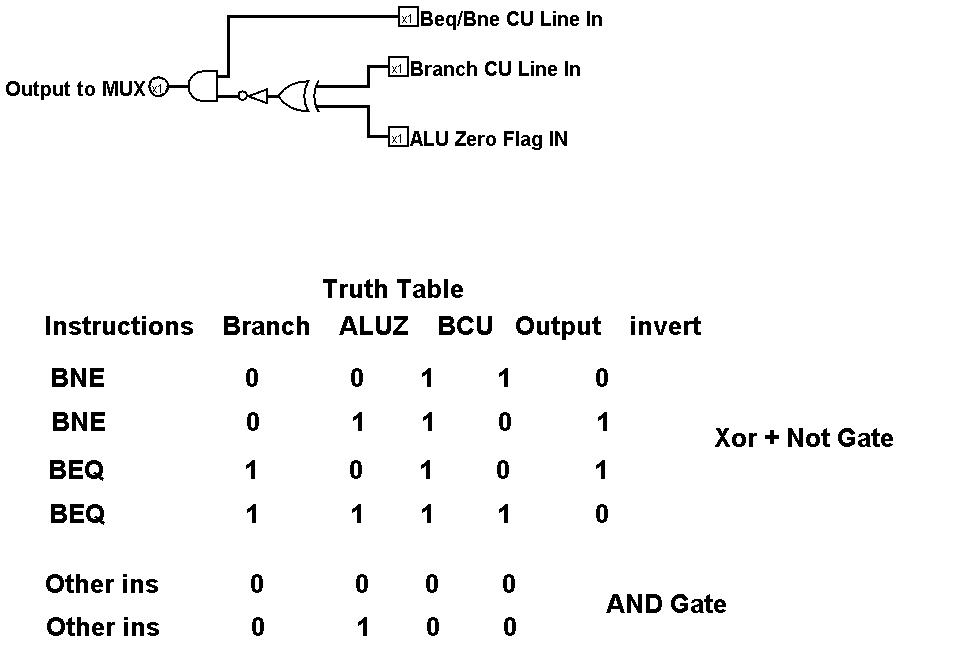 x1 Beq/Bne CU Line In
x1 Branch CU Line In
Output to MUX x1
x1 ALU Zero Flag IN
Truth Table
Instructions Branch ALUZ BCU Output invert
BNE 0 0 1 1 0
BNE 0 1 1 0 1
Xor + Not Gate
BEQ 1 0 1 0 1
BEQ 1 1 1 1 0
Other ins 0 0 0 0
AND Gate
Other ins 0 1 0 0